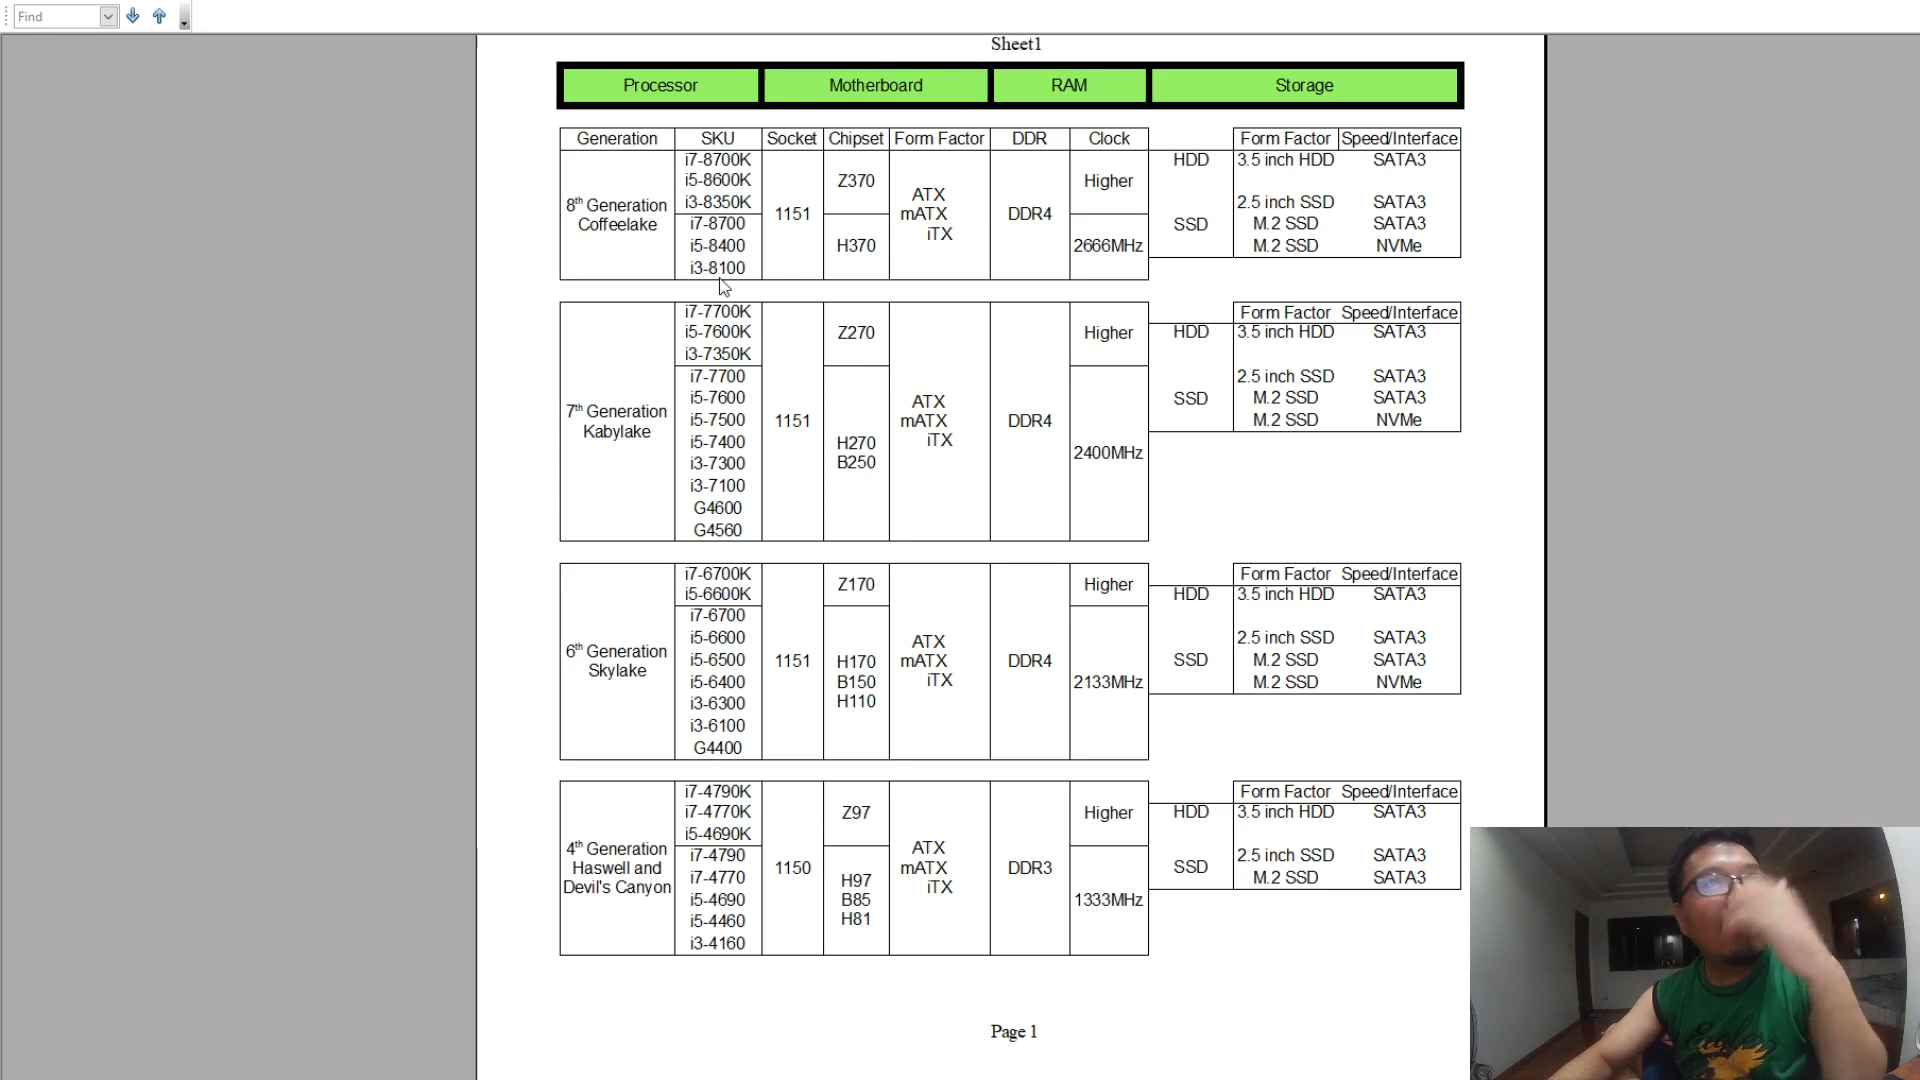 Find
Sheet1
Processor Motherboard RAM Storage
Generation SKU Socket Chipset Form Factor DDR Clock Form Factor Speed/Interface
8th Generation Coffeelake
i7-8700K
i5-8600K
i3-8350K
i7-8700
i5-8400
i3-8100
1151
Z370
H370
ATX
mATX
iTX
DDR4
Higher
2666MHz
HDD 3.5 inch HDD SATA3
SSD
2.5 inch SSD SATA3
M.2 SSD SATA3
M.2 SSD NVMe
7th Generation
Kabylake
i7-7700K
i5-7600K
i3-7350K
i7-7700
i5-7600
i5-7500
i5-7400
i3-7300
i3-7100
G4600
G4560
1151
Z270
H270
B250
ATX
mATX
iTX
DDR4
Higher
2400MHz
Form Factor Speed/Interface
HDD 3.5 inch HDD SATA3
SSD
2.5 inch SSD SATA3
M.2 SSD SATA3
M.2 SSD NVMe
6th Generation
Skylake
i7-6700K
i5-6600K
i7-6700
i5-6600
i5-6500
i5-6400
i3-6300
i3-6100
G4400
1151
Z170
H170
B150
H110
ATX
mATX
iTX
DDR4
Higher
2133MHz
Form Factor Speed/Interface
HDD 3.5 inch HDD SATA3
SSD
2.5 inch SSD SATA3
M.2 SSD SATA3
M.2 SSD NVMe
4th Generation
Haswell and
Devil's Canyon
i7-4790K
i7-4770K
i5-4690K
i7-4790
i7-4770
i5-4690
i5-4460
i3-4160
1150
Z97
H97
B85
H81
ATX
mATX
iTX
DDR3
Higher
1333MHz
Form Factor Speed/Interface
HDD 3.5 inch HDD SATA3
SSD
2.5 inch SSD SATA3
M.2 SSD SATA3
Page 1